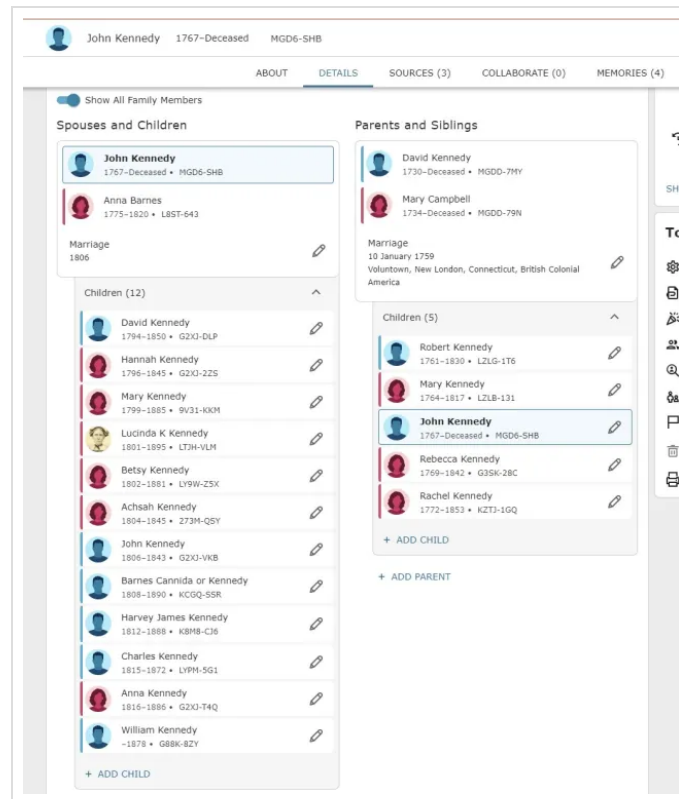 John Kennedy 1767-Deceased MGD6-SHB
ABOUT DETAILS SOURCES (3) COLLABORATE (0) MEMORIES (4)
Show All Family Members
Spouses and Children
John Kennedy
1767-Deceased • MGD6-SHB
Anna Barnes
1775-1820 • L8ST-643
Marriage
1806
Children (12)
David Kennedy
1794-1850 • G2XJ-DLP
Hannah Kennedy
1796-1845 • G2XJ-2ZS
Mary Kennedy
1799-1885 • 9V31-KKM
Lucinda K Kennedy
1801-1895 • LTJH-VLM
Betsy Kennedy
1802-1881 • LY9W-Z5X
Achsah Kennedy
1804-1845 • 273M-QSY
John Kennedy
1806-1843 • G2XJ-VKB
Barnes Cannida or Kennedy
1808-1890 • KCGQ-SSR
Harvey James Kennedy
1812-1888 • K8M8-CJ6
Charles Kennedy
1815-1872 • LYPM-5G1
Anna Kennedy
1816-1886 • G2XJ-T4Q
William Kennedy
-1878 • G88K-8ZY
+ ADD CHILD
Parents and Siblings
David Kennedy
1730-Deceased • MGDD-7MY
Mary Campbell
1734-Deceased • MGDD-79N
Marriage
10 January 1759
Voluntown, New London, Connecticut, British Colonial
America
Children (5)
Robert Kennedy
1761-1830 • LZLG-1T6
Mary Kennedy
1764-1817 • LZLB-131
John Kennedy
1767-Deceased • MGD6-SHB
Rebecca Kennedy
1769-1842 • G3SK-28C
Rachel Kennedy
1772-1853 • KZTJ-1GQ
+ ADD CHILD
+ ADD PARENT
SH
To